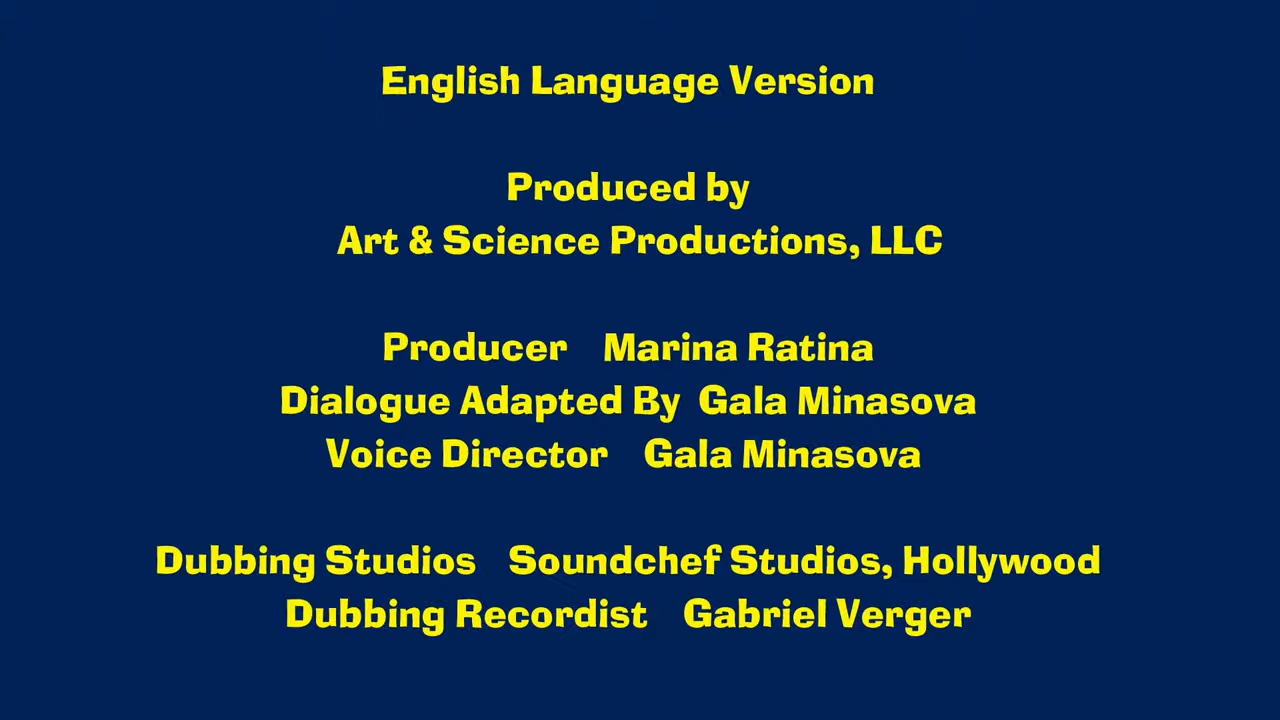 English Language Version
Produced by
Art & Science Productions, LLC
Producer Marina Ratina
Dialogue Adapted By Gala Minasova
Voice Director Gala Minasova
Dubbing Studios Soundchef Studios, Hollywood
Dubbing Recordist Gabriel Verger